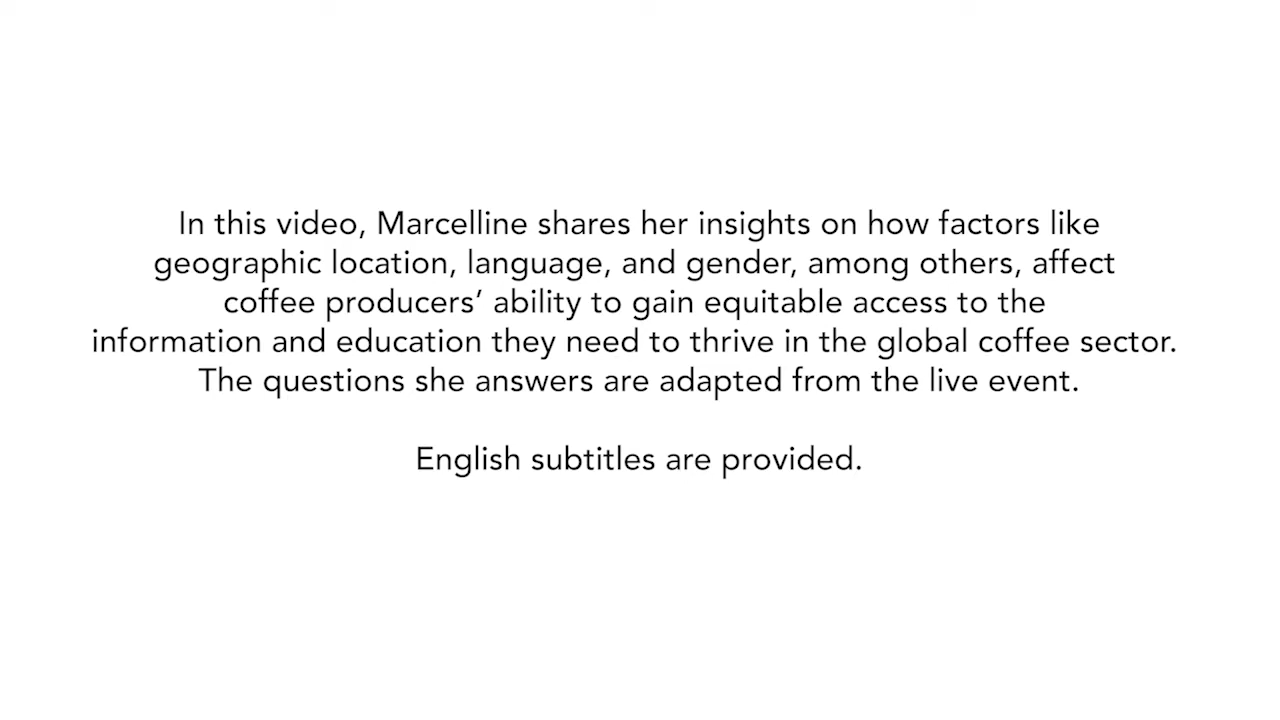 In this video, Marcelline shares her insights on how factors like
geographic location, language, and gender, among others, affect
coffee producers‘ ability to gain equitable access to the
information and education they need to thrive in the global coffee sector.
The questions she answers are adapted from the live event.
English subtitles are provided.